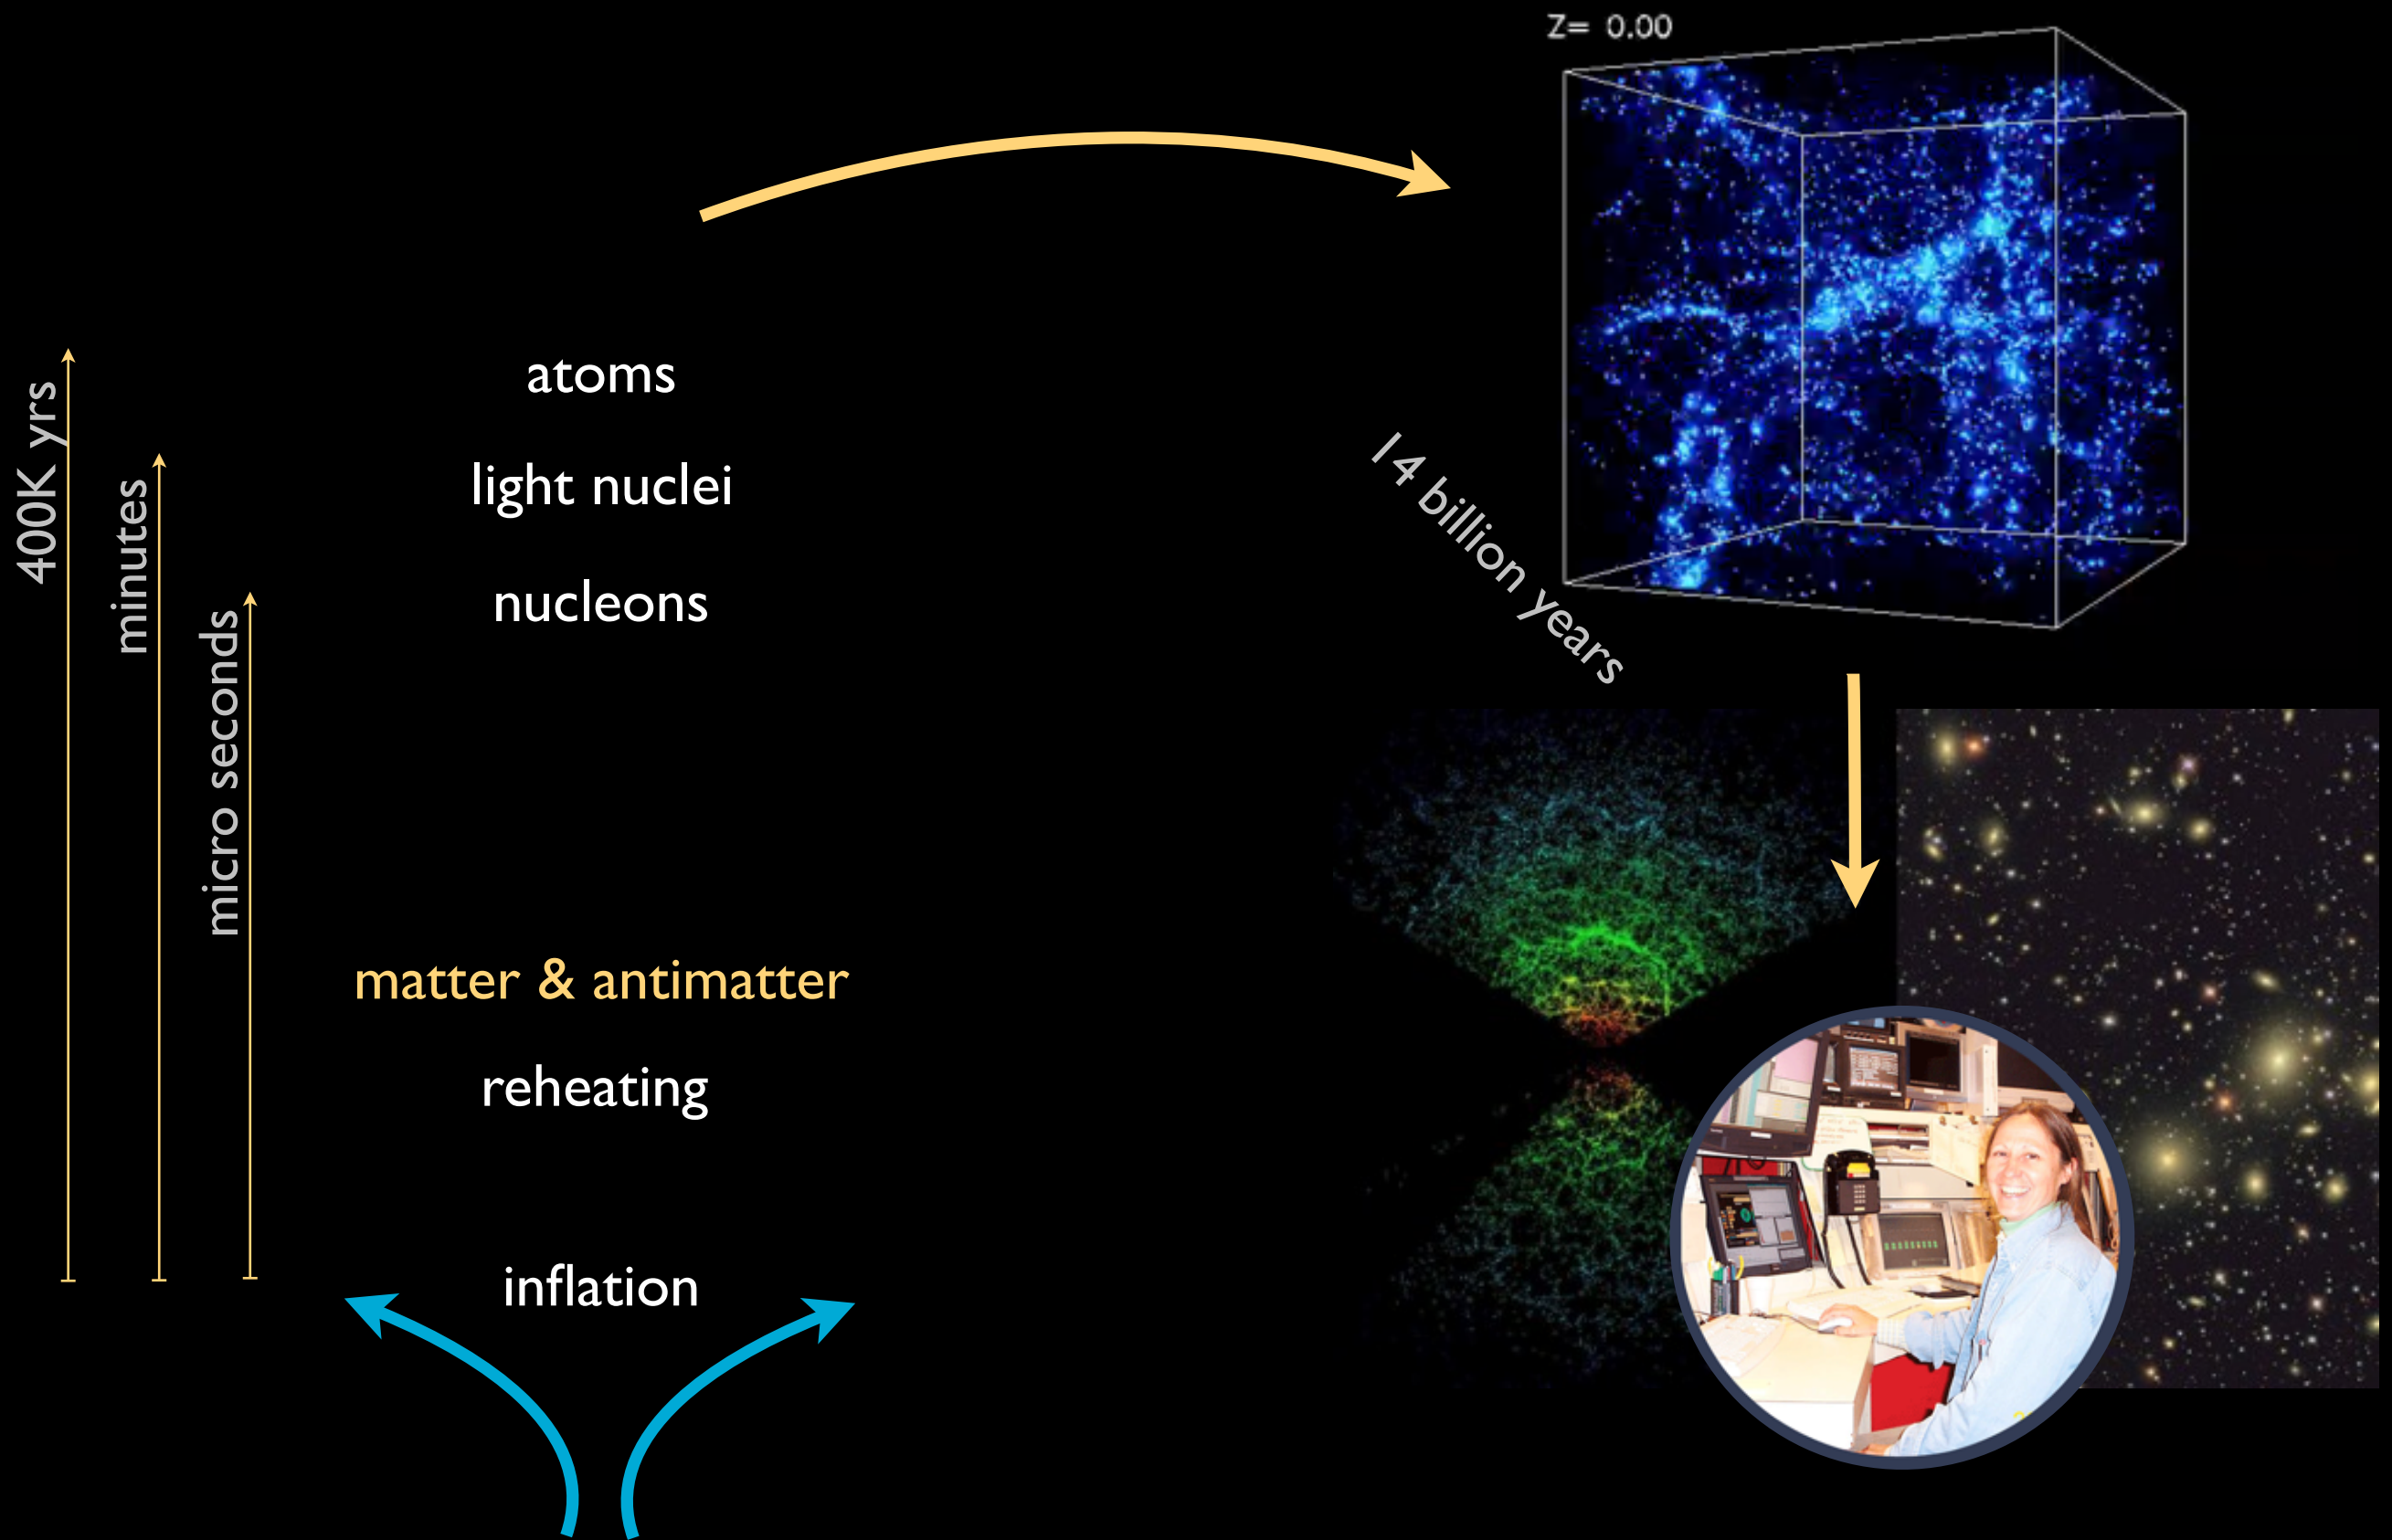 Z= 0.00
atoms
light nuclei
nucleons
matter & antimatter
reheating
inflation
400K yrs
minutes
micro seconds
14 billion years